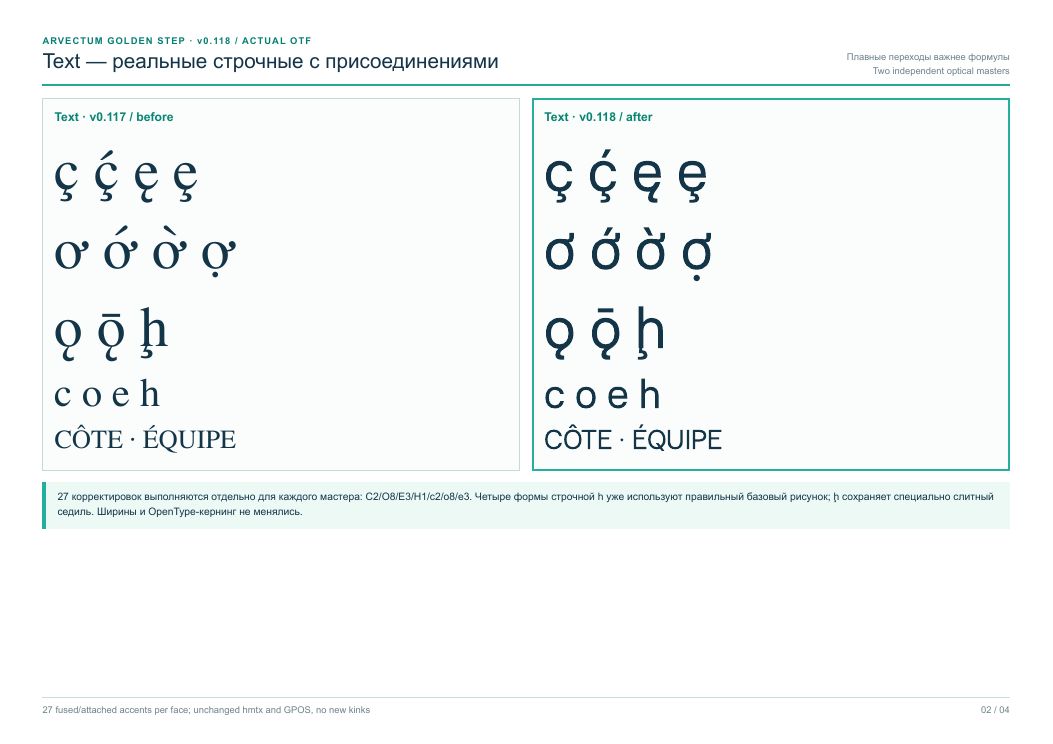 ARVECTUM GOLDEN STEP · v0.118 / ACTUAL OTF
Text — реальные строчные с присоединениями
Плавные переходы важнее формулы
Two independent optical masters
Text · v0.117 / before
ç ḉ ę ȩ
ơ ớ ờ ợ
ǫ ǭ ḩ
c o e h
CÔTE · ÉQUIPE
Text · v0.118 / after
ç ḉ ę ȩ
ơ ớ ờ ợ
ǫ ǭ ḩ
c o e h
CÔTE · ÉQUIPE
27 корректировок выполняются отдельно для каждого мастера: C2/O8/E3/H1/c2/o8/e3. Четыре формы строчной h уже используют правильный базовый рисунок; ḩ сохраняет специально слитный
седиль. Ширины и OpenType-кернинг не менялись.
27 fused/attached accents per face; unchanged hmtx and GPOS, no new kinks
02 / 04